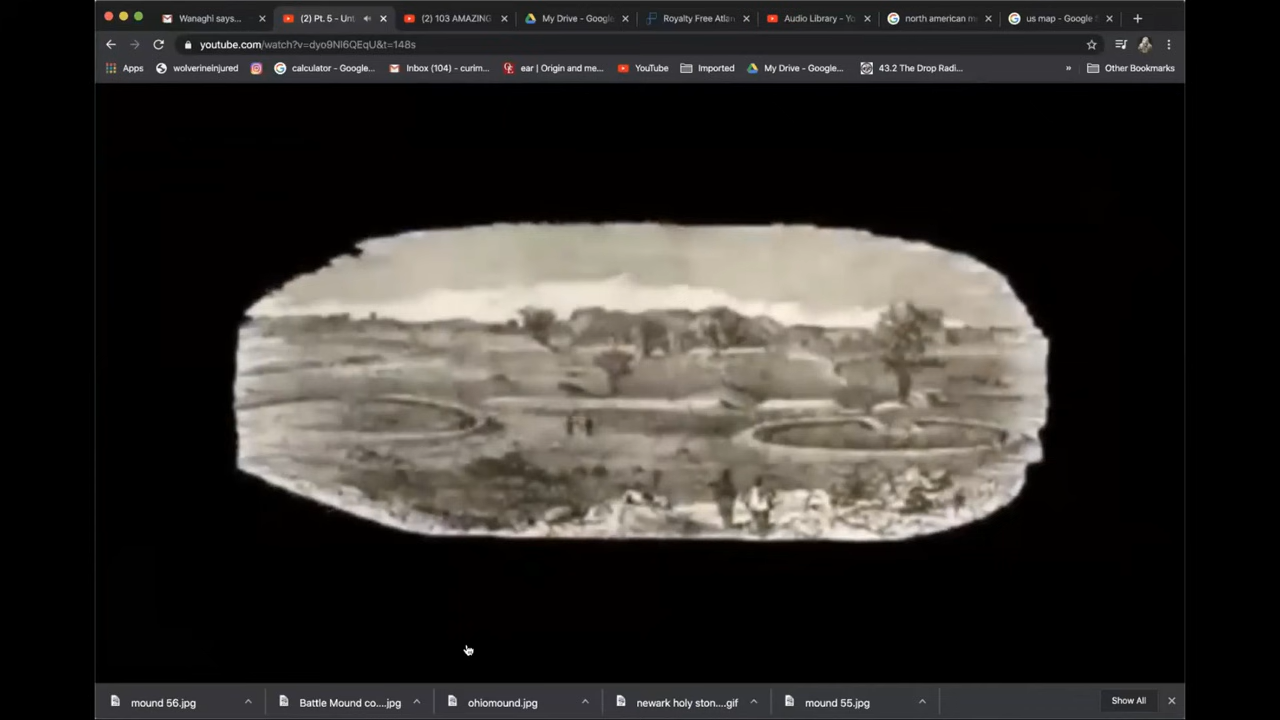 Wanaghi says...
(2) Pt. 5 - Unt
(2) 103 AMAZING
My Drive - Google
Royalty Free Atlan
Audio Library - Yo
north american m
us map - Google S
youtube.com/watch?v=dyo9NI6QEqU&t=148s
Apps
wolverineinjured
calculator - Google...
Inbox (104) - curim...
ear | Origin and me...
YouTube
Imported
My Drive - Google...
43.2 The Drop Radi...
»
Other Bookmarks
mound 56.jpg
Battle Mound co....jpg
ohiomound.jpg
newark holy ston....gif
mound 55.jpg
Show All